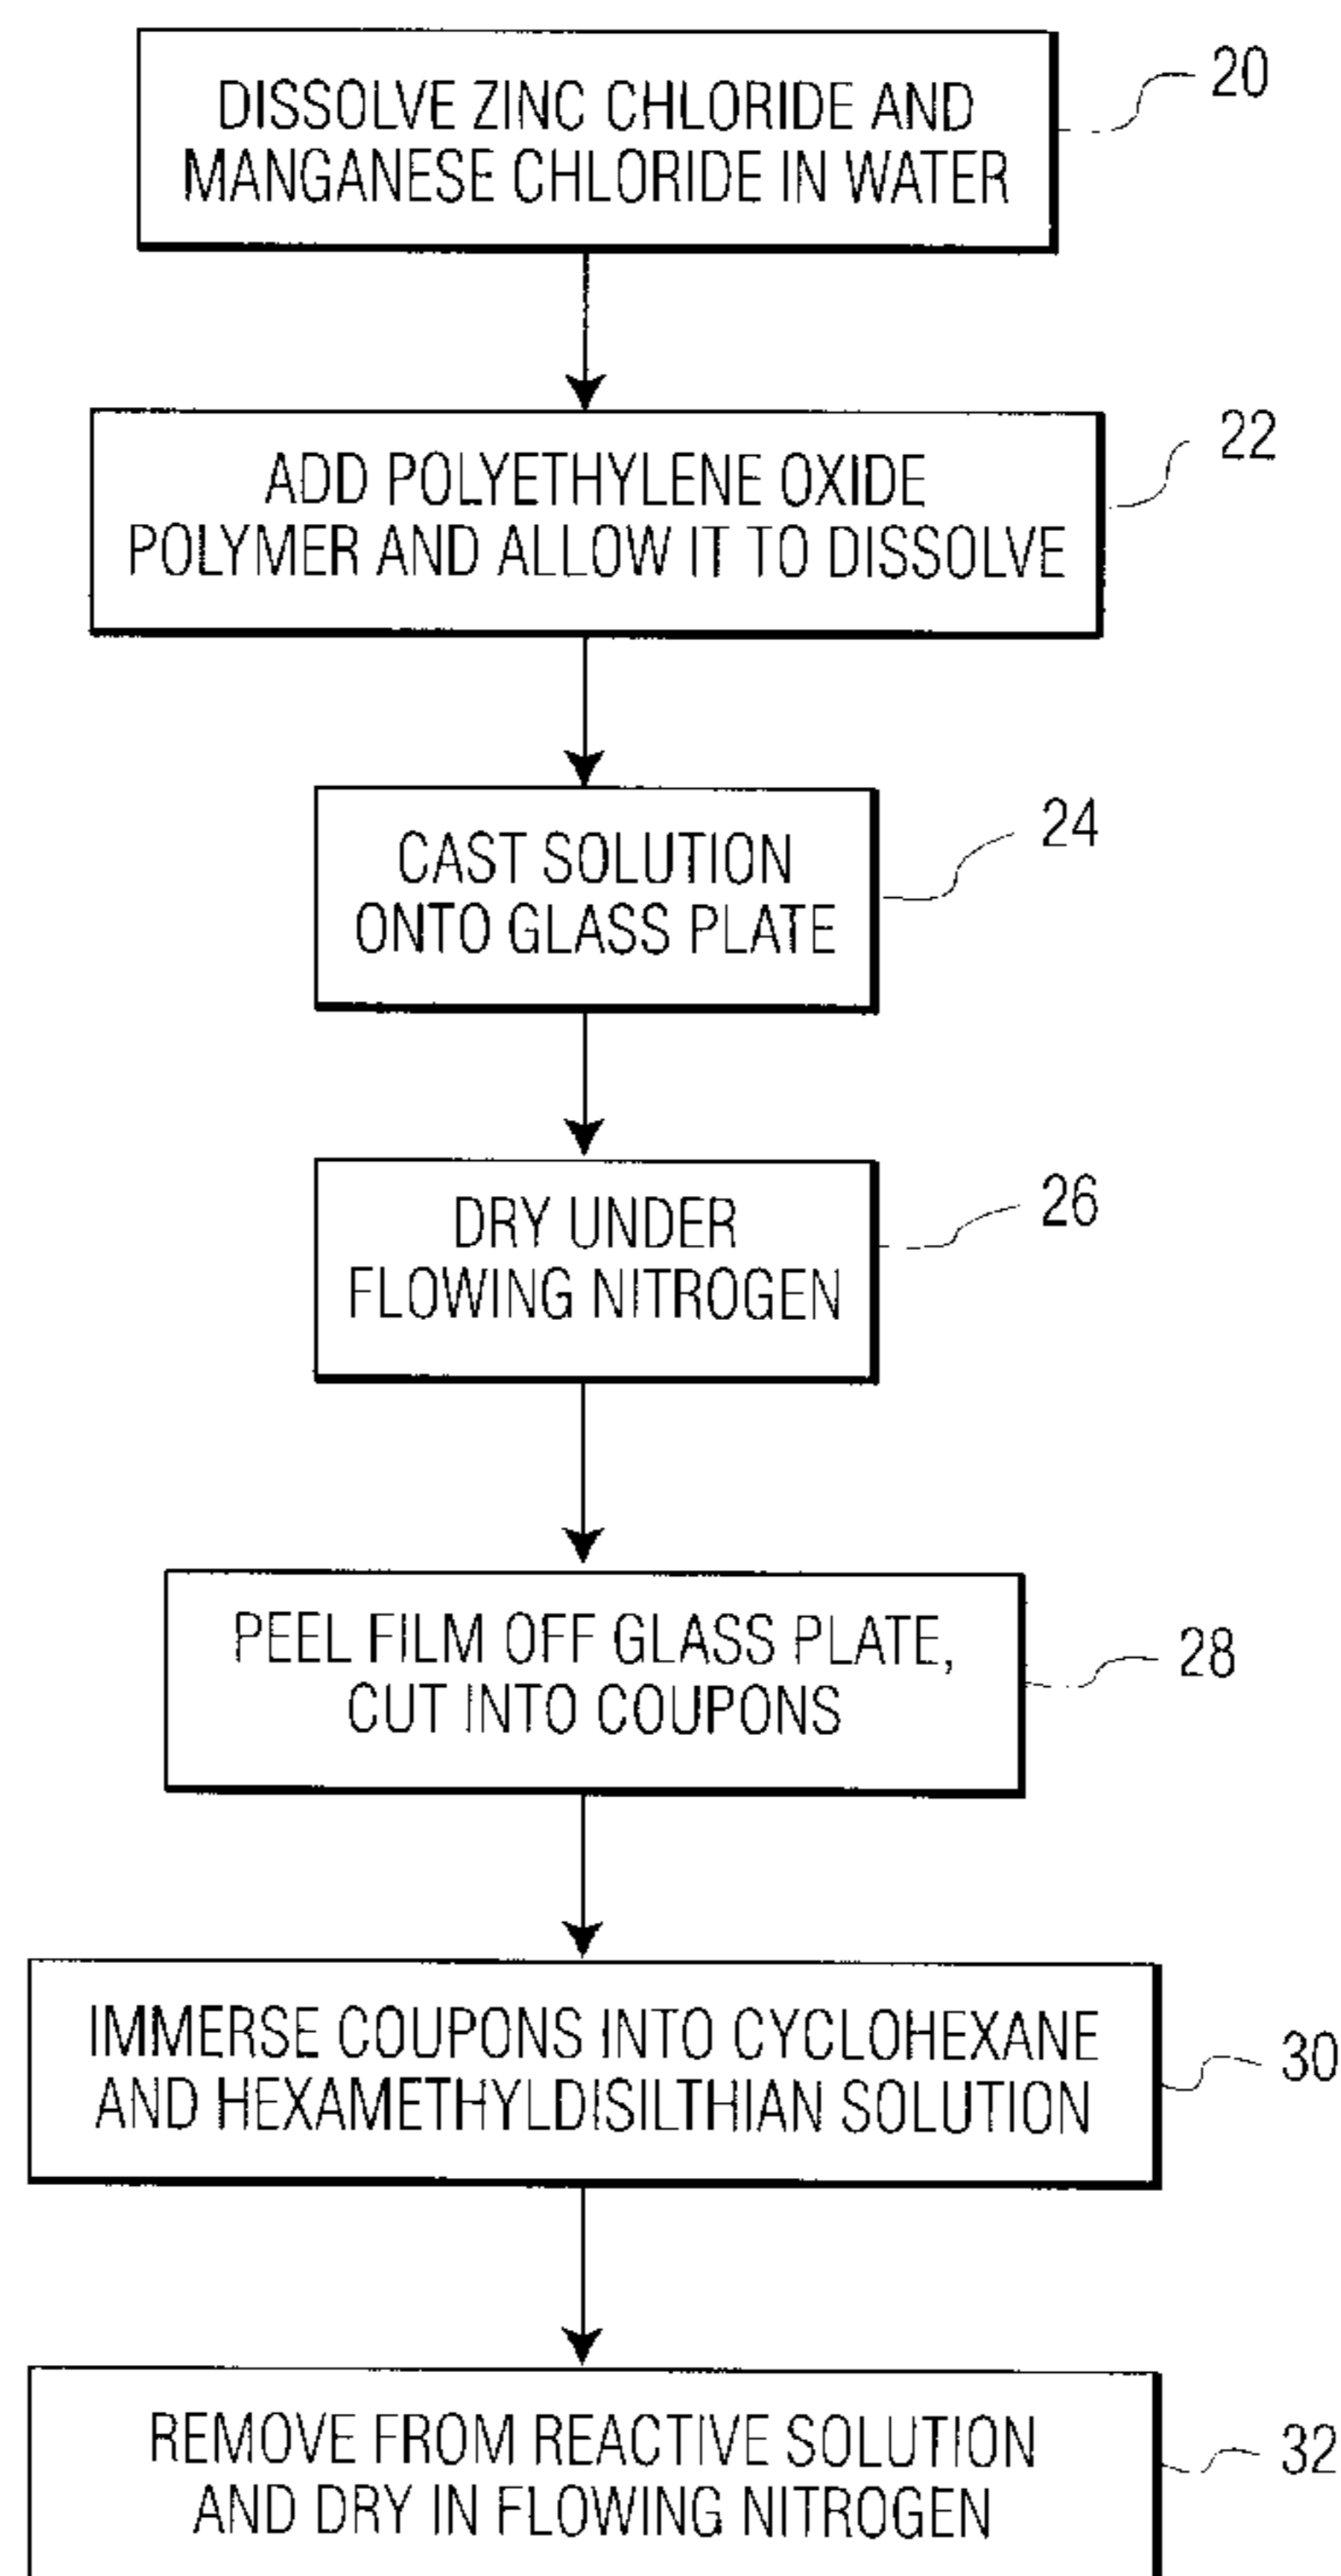 DISSOLVE ZINC CHLORIDE AND
MANGANESE CHLORIDE IN WATER
20
ADD POLYETHYLENE OXIDE
POLYMER AND ALLOW IT TO DISSOLVE
22
CAST SOLUTION
ONTO GLASS PLATE
24
DRY UNDER
FLOWING NITROGEN
26
PEEL FILM OFF GLASS PLATE,
CUT INTO COUPONS
28
IMMERSE COUPONS INTO CYCLOHEXANE
AND HEXAMETHYLDISILTHIAN SOLUTION
30
REMOVE FROM REACTIVE SOLUTION
AND DRY IN FLOWING NITROGEN
32